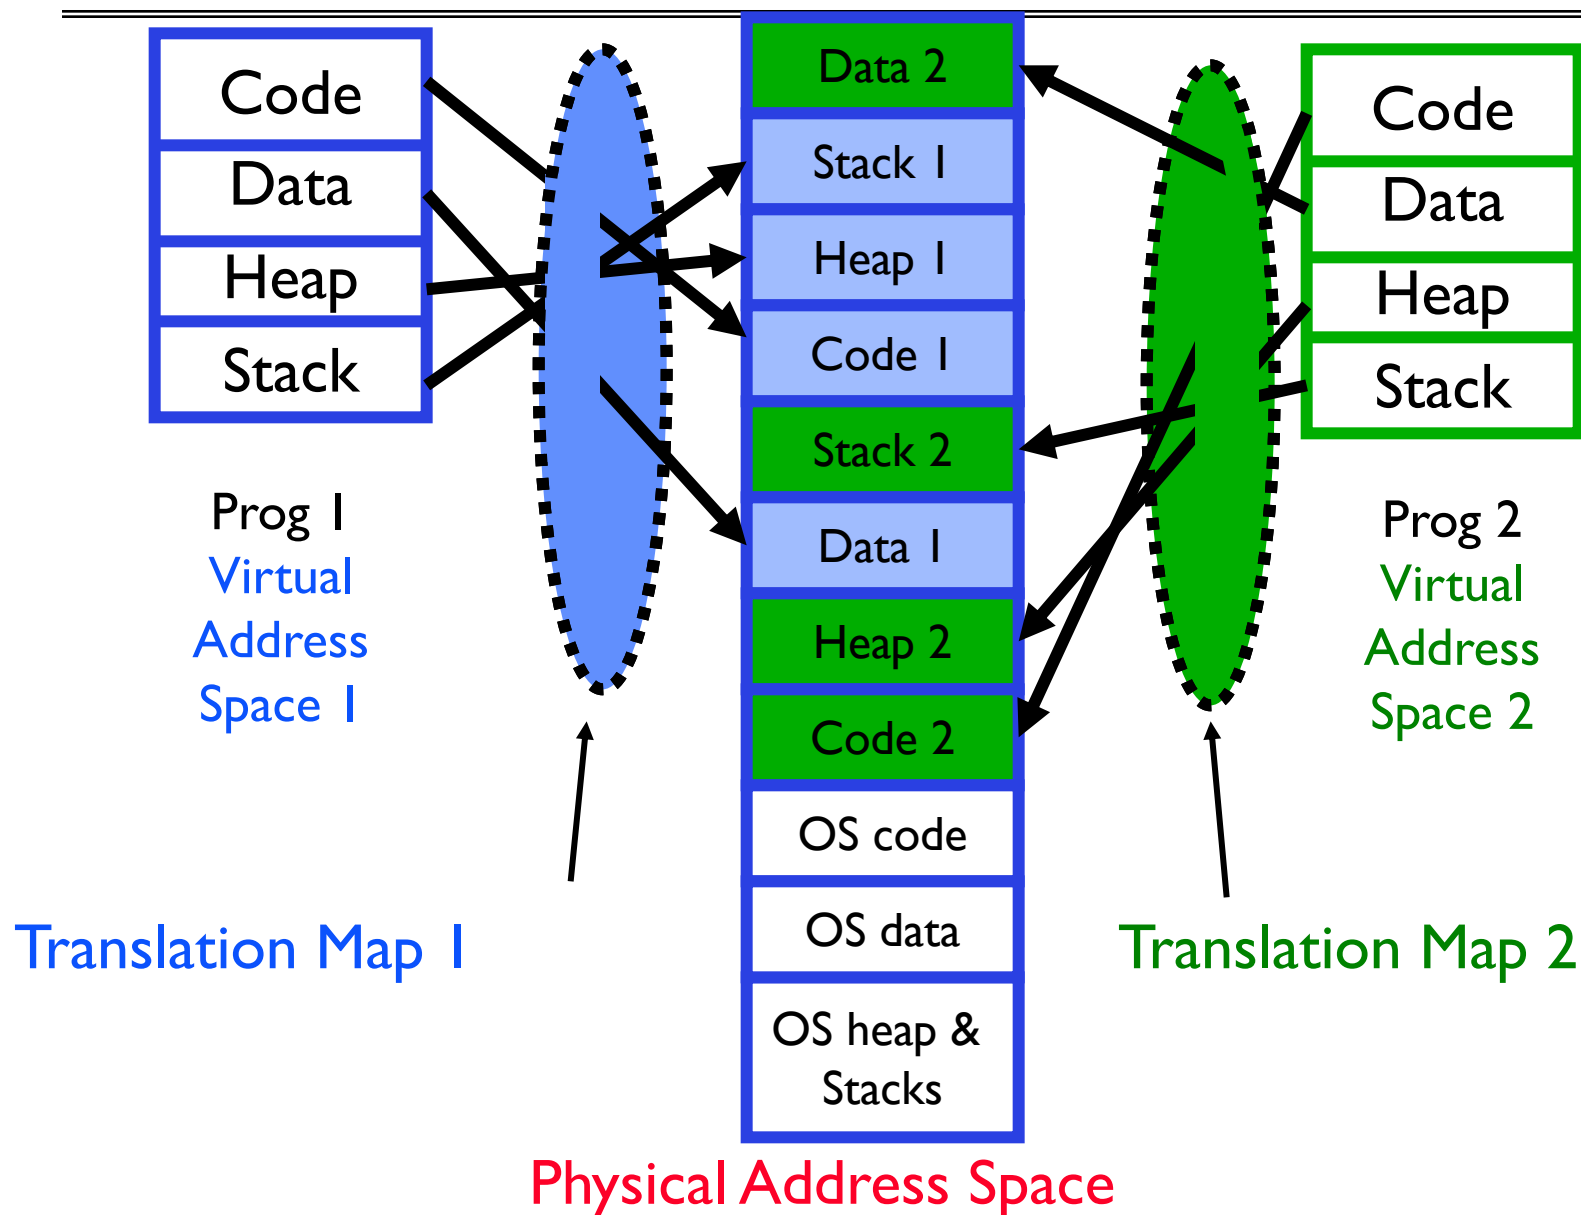 Code
Data
Heap
Stack
Prog 1
Virtual
Address
Space 1
Translation Map 1
Data 2
Stack 1
Heap 1
Code 1
Stack 2
Data 1
Heap 2
Code 2
OS code
OS data
OS heap &
Stacks
Physical Address Space
Code
Data
Heap
Stack
Prog 2
Virtual
Address
Space 2
Translation Map 2